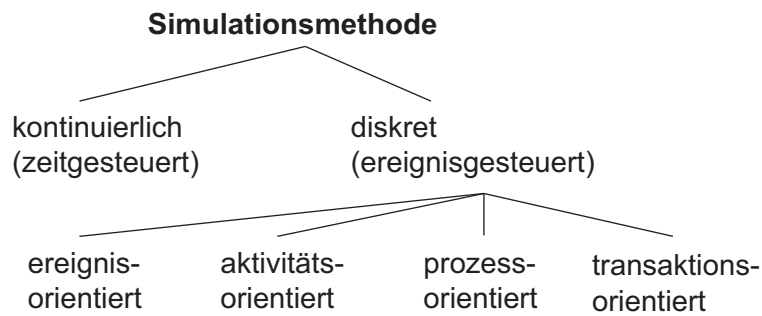 Simulationsmethode
kontinuierlich
(zeitgesteuert)
diskret
(ereignisgesteuert)
ereignis-
orientiert
aktivitäts-
orientiert
prozess-
orientiert
transaktions-
orientiert